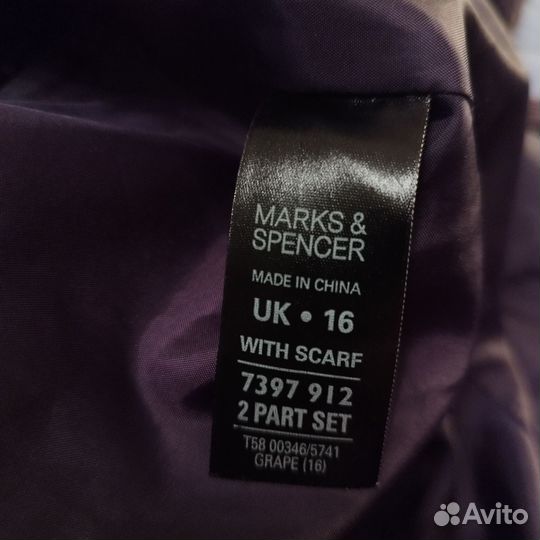 MARKS &
SPENCER
MADE IN CHINA
UK • 16
WITH SCARF
7397 912
2 PART SET
T58 00346/5741
GRAPE (16)
Avito